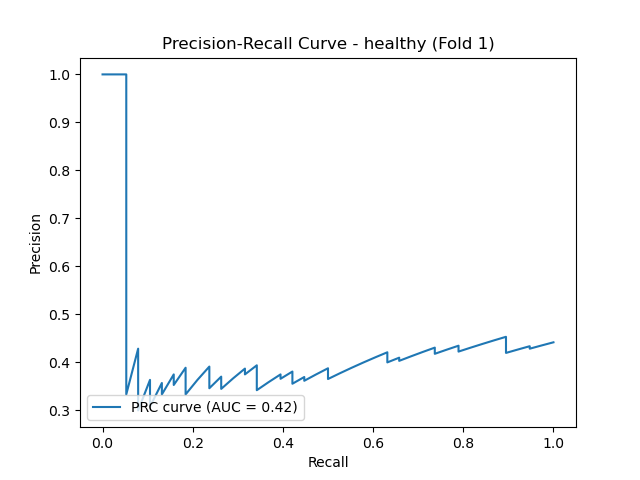 Precision-Recall Curve - healthy (Fold 1)
1.0
0.9
0.8
0.7
0.6
0.5
0.4
0.3
Precision
PRC curve (AUC = 0.42)
0.0 0.2 0.4 0.6 0.8 1.0
Recall